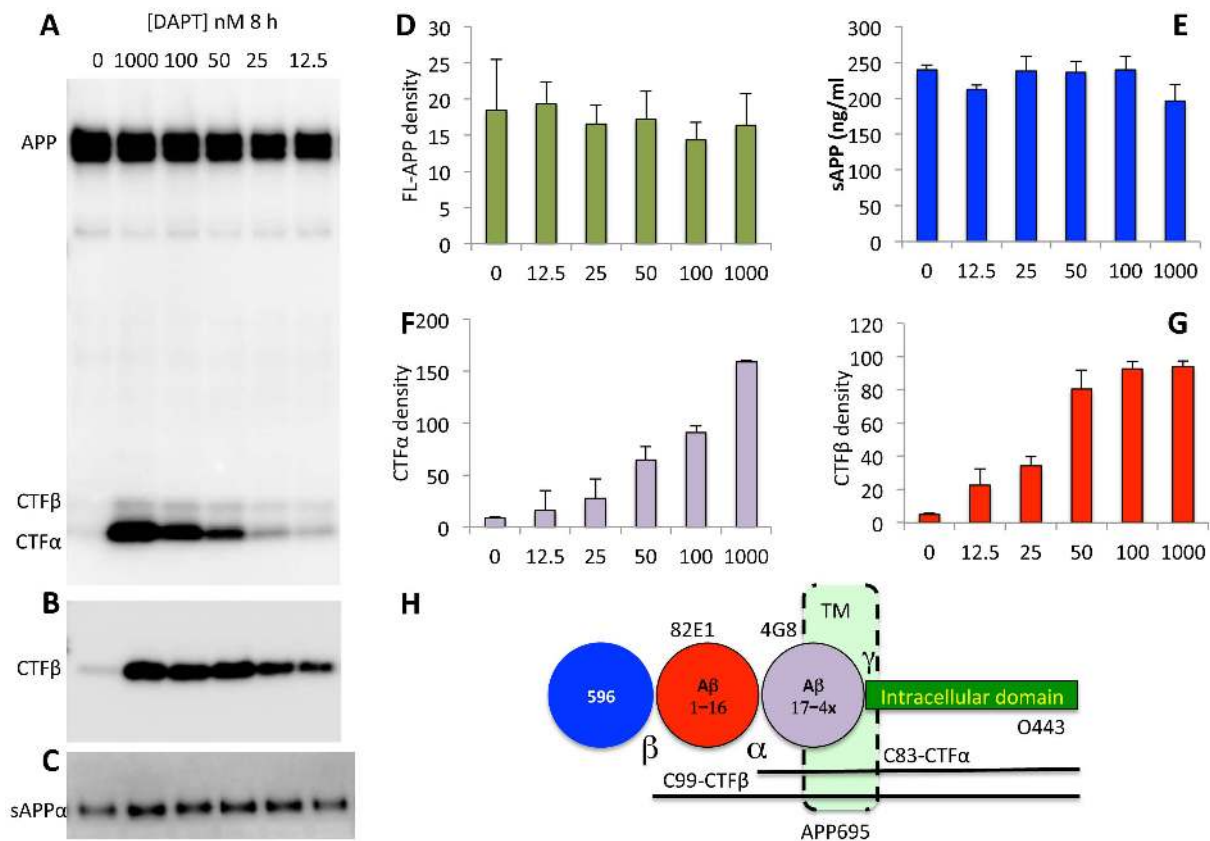 A
[DAPT] nM 8 h
0 1000 100 50 25 12.5
APP
CTFβ
CTFα
B
CTFβ
C
sAPPα
D
FL-APP density
30
25
20
15
10
5
0
0 12.5 25 50 100 1000
E
sAPP (ng/ml)
300
250
200
150
100
50
0
0 12.5 25 50 100 1000
F
CTFα density
200
150
100
50
0
0 12.5 25 50 100 1000
G
CTFβ density
120
100
80
60
40
20
0
0 12.5 25 50 100 1000
H
TM
82E1 4G8
γ
596
Aβ
1−16
Aβ
17−4x
Intracellular domain
O443
β α
C83-CTFα
C99-CTFβ
APP695